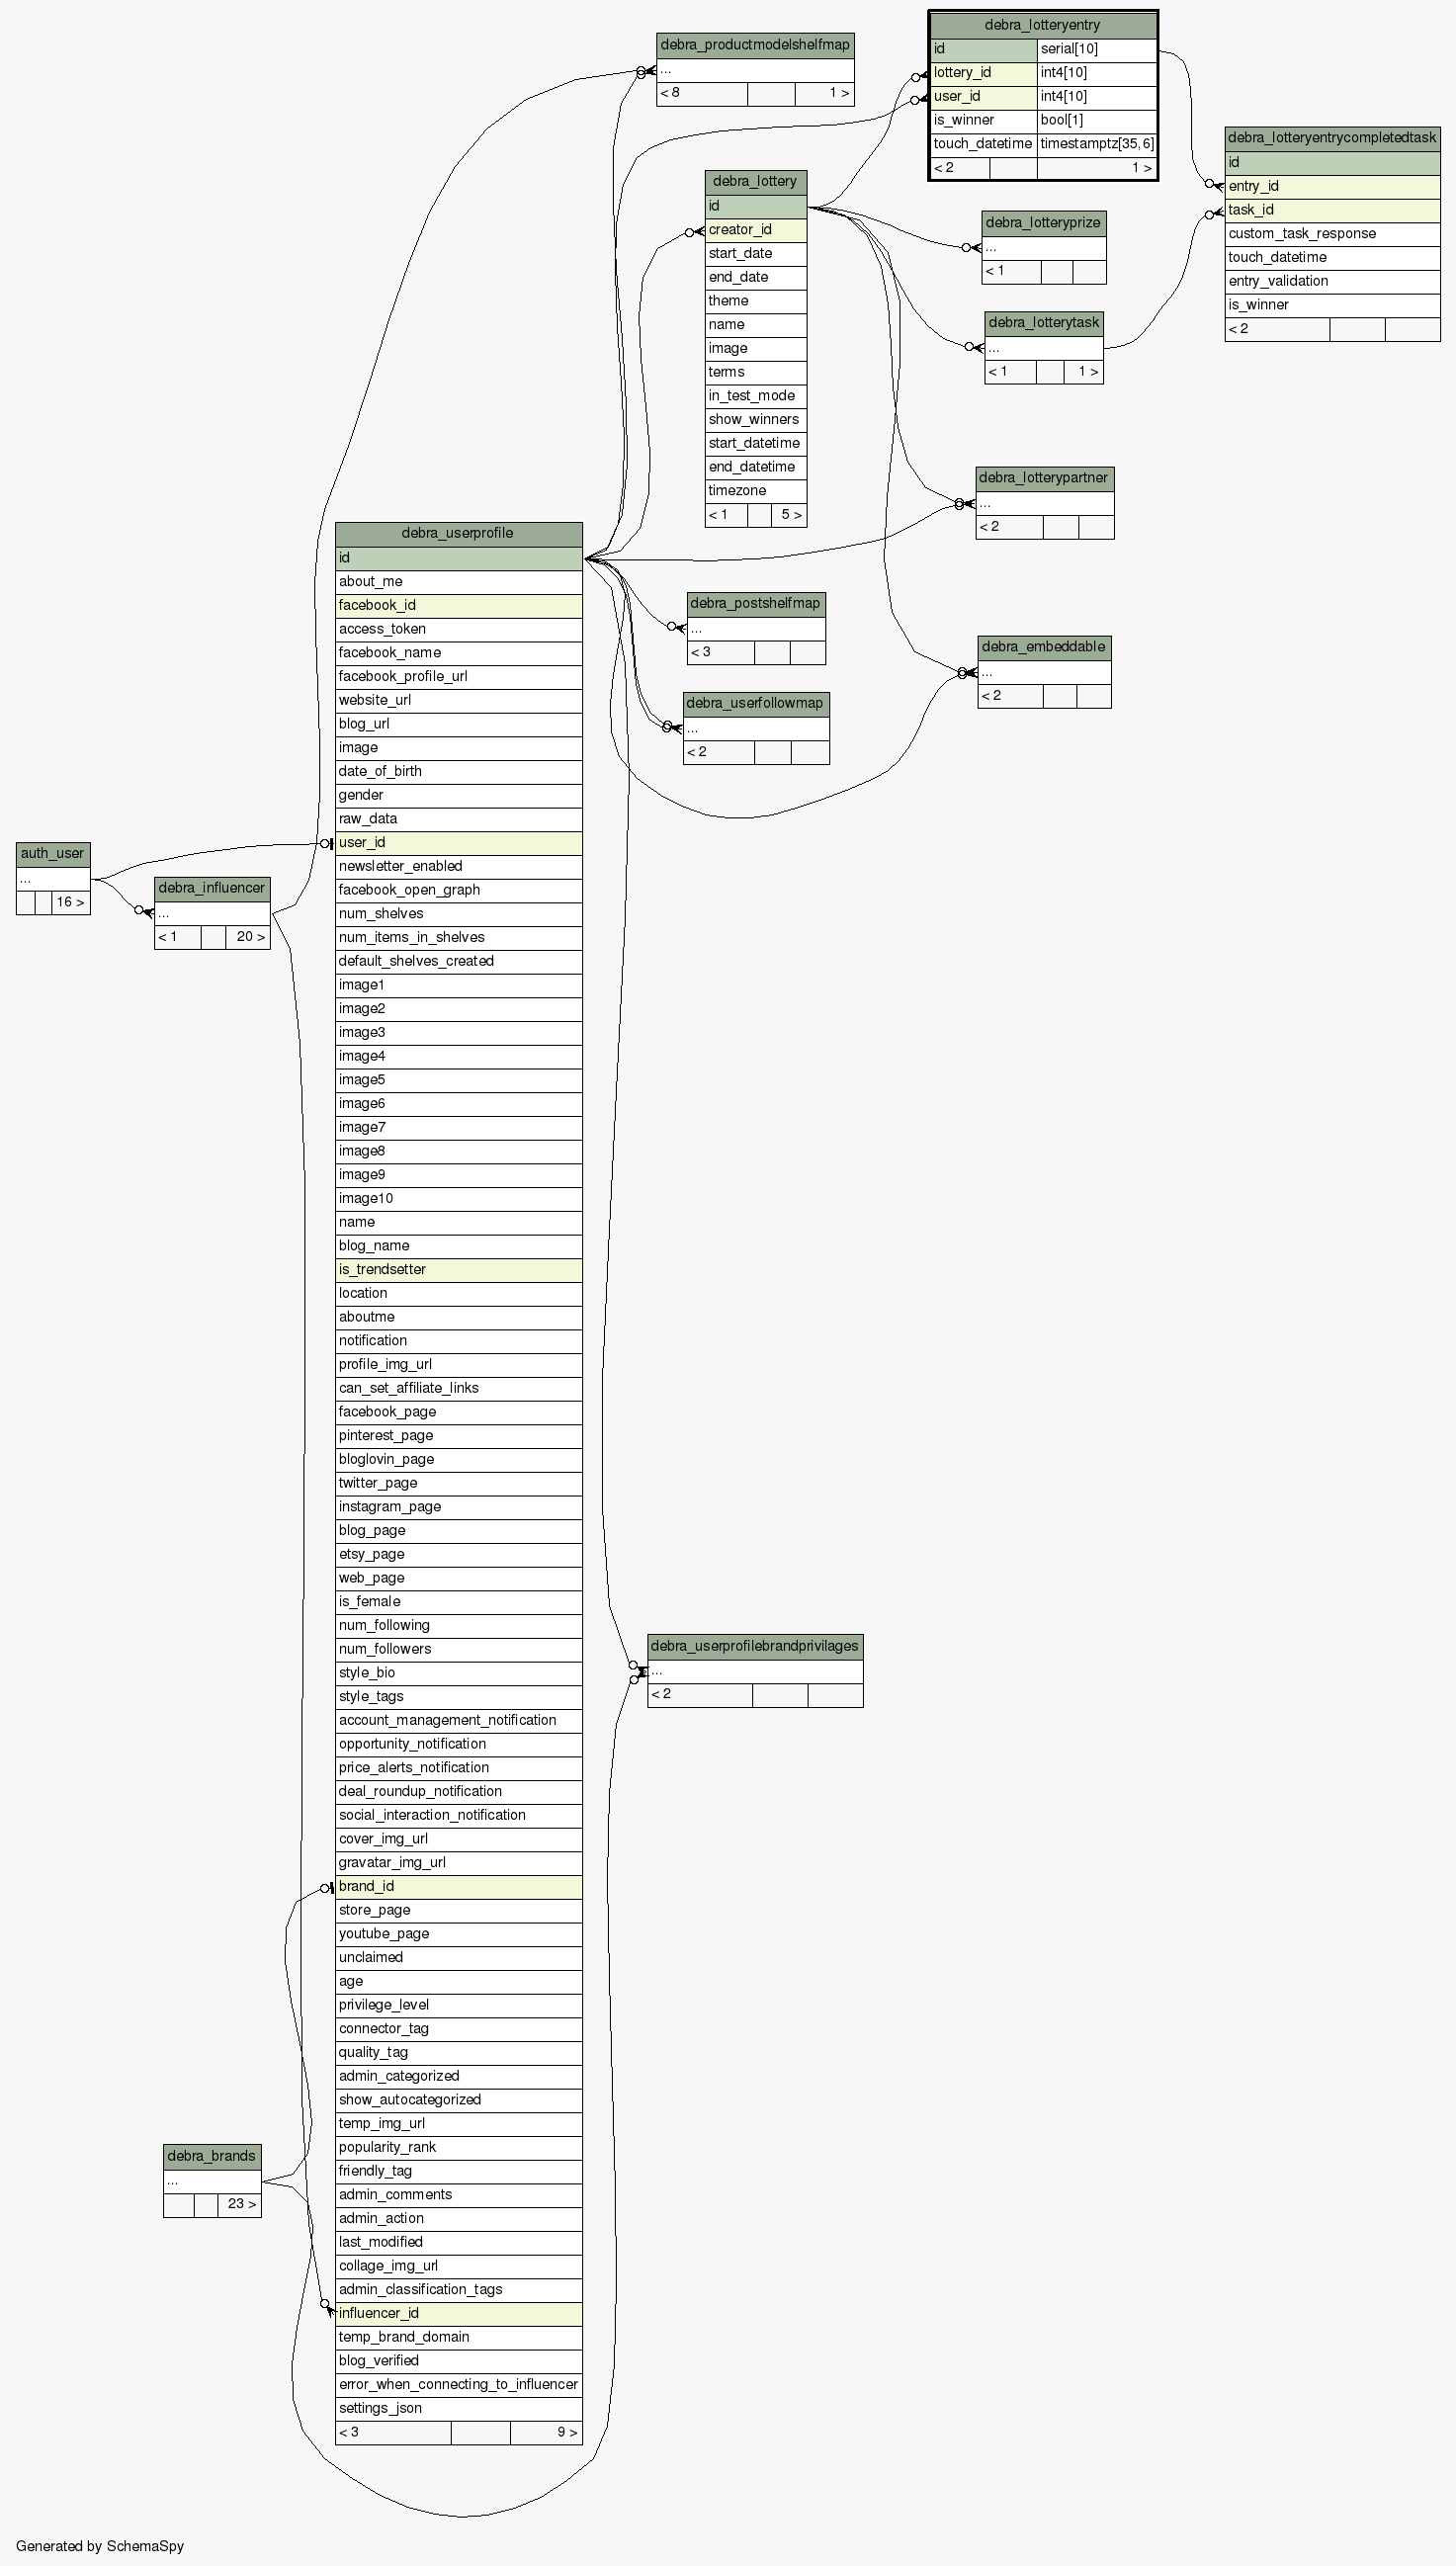 debra_productmodelshelfmap
...
< 8 1 >
debra_lotteryentry
id serial[10]
lottery_id int4[10]
user_id int4[10]
is_winner bool[1]
touch_datetime timestamptz[35,6]
< 2 1 >
debra_lotteryentrycompletedtask
id
entry_id
task_id
custom_task_response
touch_datetime
entry_validation
is_winner
< 2
debra_lottery
id
creator_id
start_date
end_date
theme
name
image
terms
in_test_mode
show_winners
start_datetime
end_datetime
timezone
< 1 5 >
debra_lotteryprize
...
< 1
debra_lotterytask
...
< 1 1 >
debra_lotterypartner
...
< 2
debra_postshelfmap
...
< 3
debra_embeddable
...
< 2
debra_userfollowmap
...
< 2
auth_user
...
16 >
debra_influencer
...
< 1 20 >
debra_userprofile
id
about_me
facebook_id
access_token
facebook_name
facebook_profile_url
website_url
blog_url
image
date_of_birth
gender
raw_data
user_id
newsletter_enabled
facebook_open_graph
num_shelves
num_items_in_shelves
default_shelves_created
image1
image2
image3
image4
image5
image6
image7
image8
image9
image10
name
blog_name
is_trendsetter
location
aboutme
notification
profile_img_url
can_set_affiliate_links
facebook_page
pinterest_page
bloglovin_page
twitter_page
instagram_page
blog_page
etsy_page
web_page
is_female
num_following
num_followers
style_bio
style_tags
account_management_notification
opportunity_notification
price_alerts_notification
deal_roundup_notification
social_interaction_notification
cover_img_url
gravatar_img_url
brand_id
store_page
youtube_page
unclaimed
age
privilege_level
connector_tag
quality_tag
admin_categorized
show_autocategorized
temp_img_url
popularity_rank
friendly_tag
admin_comments
admin_action
last_modified
collage_img_url
admin_classification_tags
influencer_id
temp_brand_domain
blog_verified
error_when_connecting_to_influencer
settings_json
< 3 9 >
debra_userprofilebrandprivilages
...
< 2
debra_brands
...
23 >
Generated by SchemaSpy